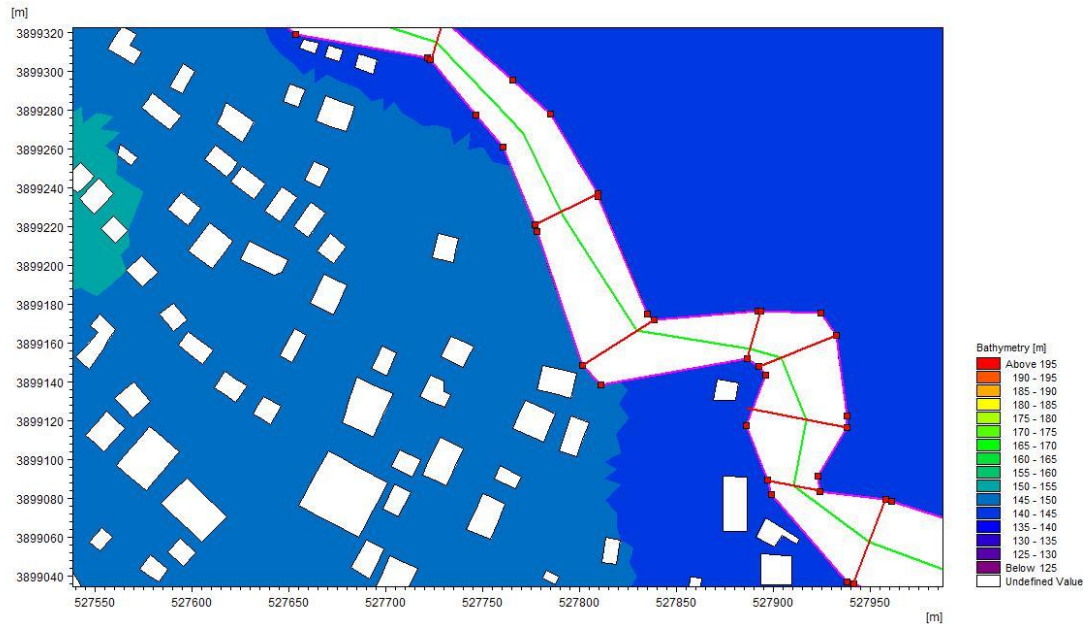 [m]
3899320
3899300
3899280
3899260
3899240
3899220
3899200
3899180
3899160
3899140
3899120
3899100
3899080
3899060
3899040
527550 527600 527650 527700 527750 527800 527850 527900 527950
[m]
Bathymetry [m]
Above 195
190 - 195
185 - 190
180 - 185
175 - 180
170 - 175
165 - 170
160 - 165
155 - 160
150 - 155
145 - 150
140 - 145
135 - 140
130 - 135
125 - 130
Below 125
Undefined Value